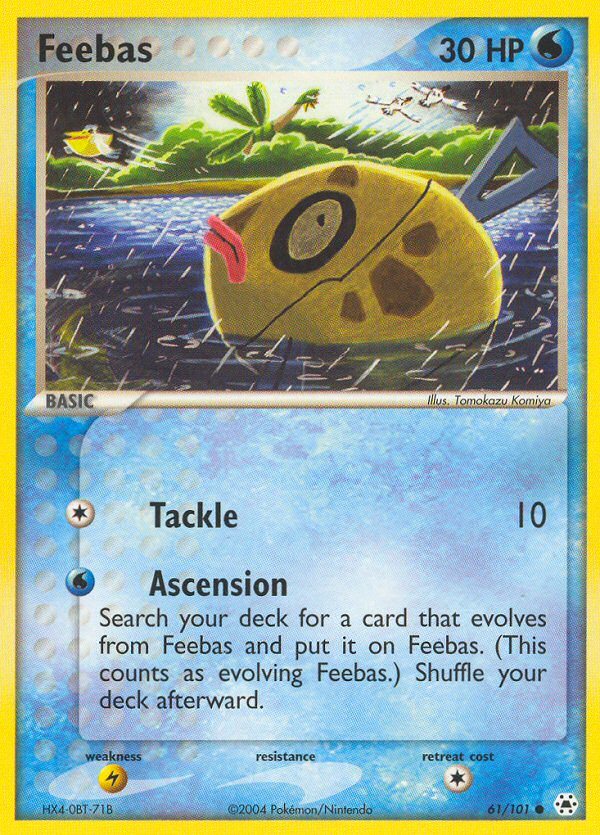 Feebas
30 HP
BASIC
Illus. Tomokazu Komiya
Tackle 10
Ascension
Search your deck for a card that evolves
from Feebas and put it on Feebas. (This
counts as evolving Feebas.) Shuffle your
deck afterward.
weakness resistance retreat cost
HX4-0BT-71B ©2004 Pokémon/Nintendo 61/101